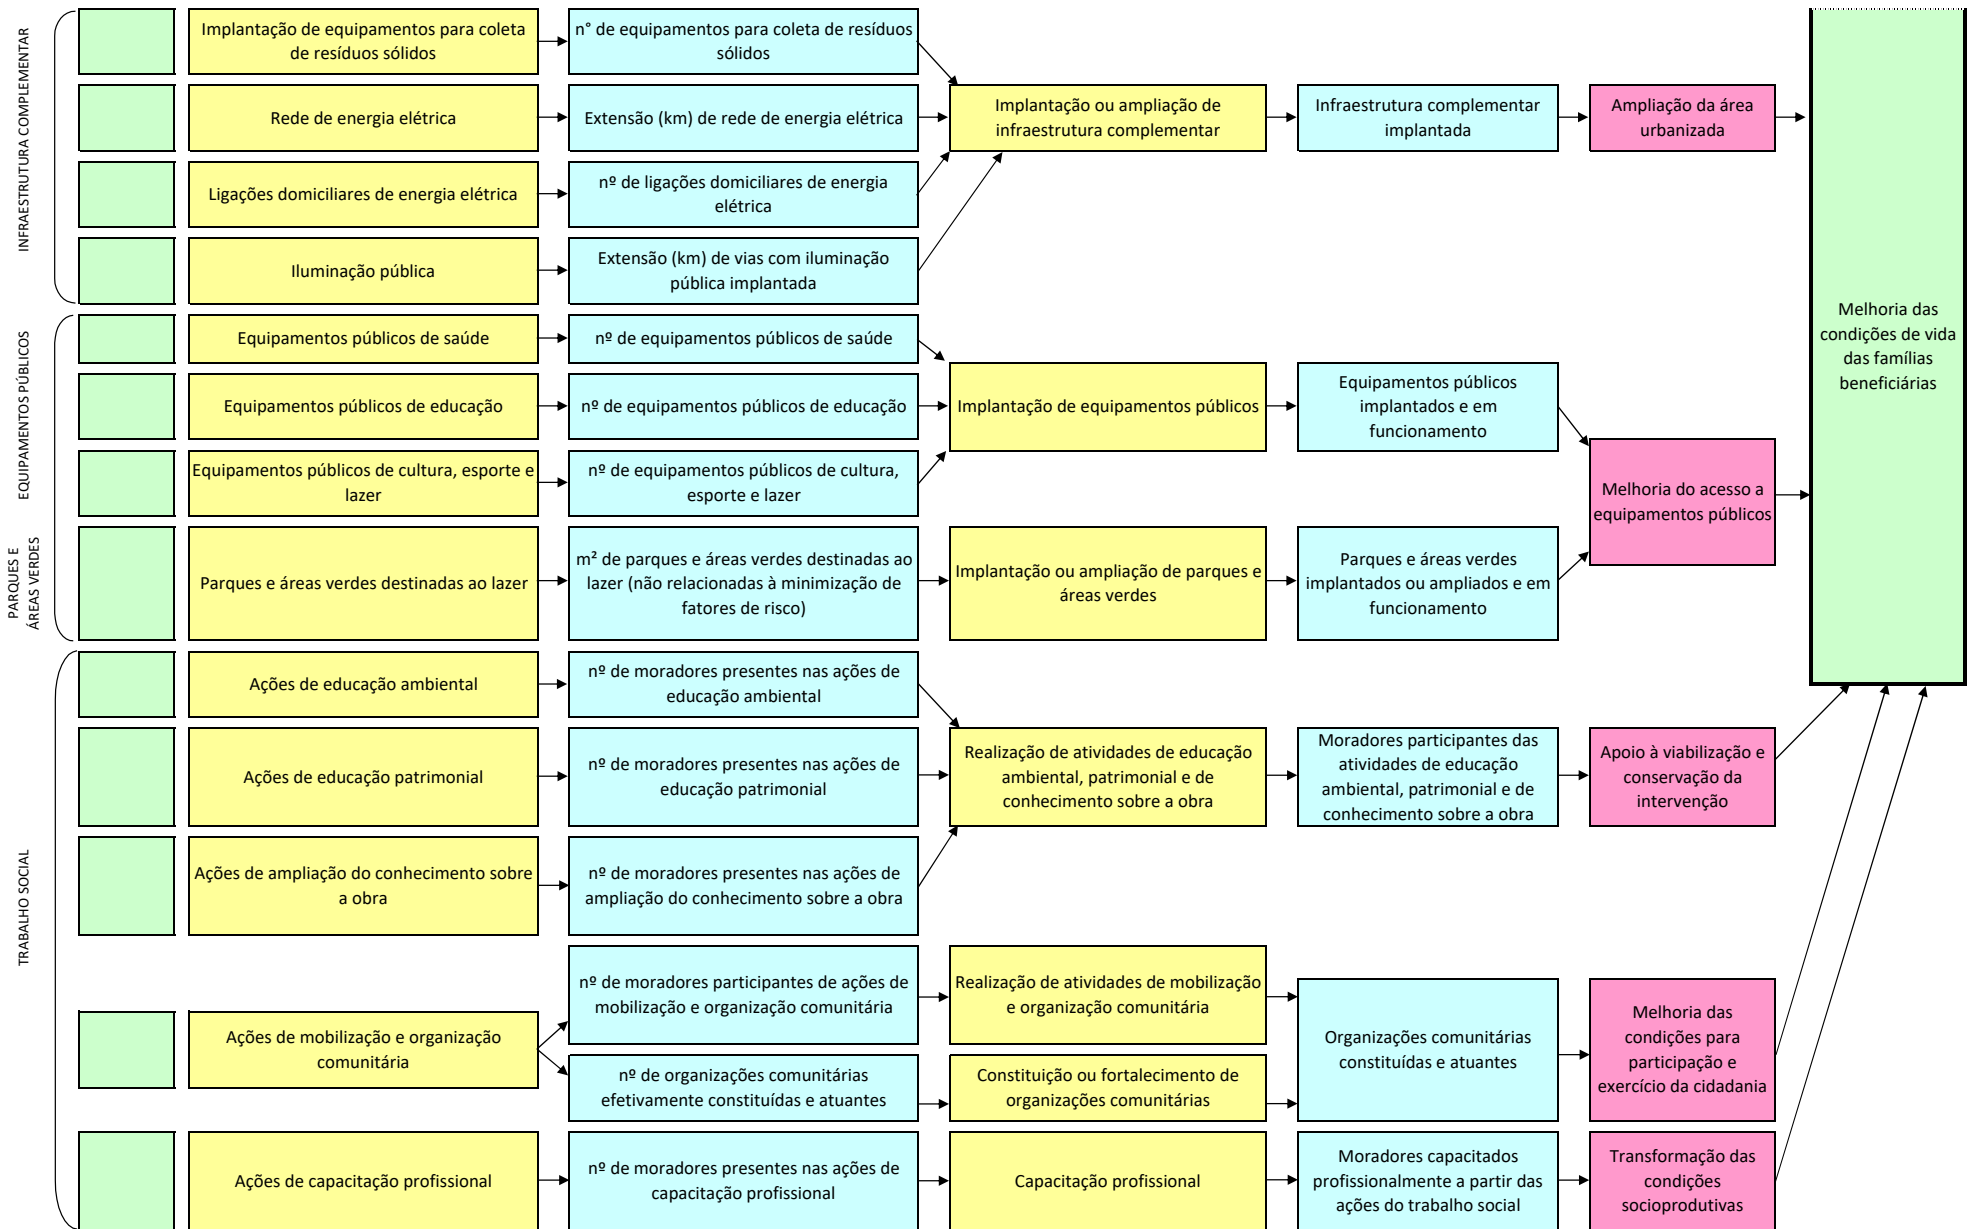 INFRAESTRUTURA COMPLEMENTAR
Implantação de equipamentos para coleta
de resíduos sólidos
n° de equipamentos para coleta de resíduos
sólidos
Rede de energia elétrica
Extensão (km) de rede de energia elétrica
Implantação ou ampliação de
infraestrutura complementar
Infraestrutura complementar
implantada
Ampliação da área
urbanizada
Ligações domiciliares de energia elétrica
nº de ligações domiciliares de energia
elétrica
Iluminação pública
Extensão (km) de vias com iluminação
pública implantada
Melhoria das
condições de vida
das famílias
beneficiárias
EQUIPAMENTOS PÚBLICOS
Equipamentos públicos de saúde
nº de equipamentos públicos de saúde
Equipamentos públicos de educação
nº de equipamentos públicos de educação
Implantação de equipamentos públicos
Equipamentos públicos
implantados e em
funcionamento
Equipamentos públicos de cultura, esporte e
lazer
nº de equipamentos públicos de cultura,
esporte e lazer
Melhoria do acesso a
equipamentos públicos
PARQUES E
ÁREAS VERDES
Parques e áreas verdes destinadas ao lazer
m² de parques e áreas verdes destinadas ao
lazer (não relacionadas à minimização de
fatores de risco)
Implantação ou ampliação de parques e
áreas verdes
Parques e áreas verdes
implantados ou ampliados e em
funcionamento
TRABALHO SOCIAL
Ações de educação ambiental
nº de moradores presentes nas ações de
educação ambiental
Ações de educação patrimonial
nº de moradores presentes nas ações de
educação patrimonial
Realização de atividades de educação
ambiental, patrimonial e de
conhecimento sobre a obra
Moradores participantes das
atividades de educação
ambiental, patrimonial e de
conhecimento sobre a obra
Apoio à viabilização e
conservação da
intervenção
Ações de ampliação do conhecimento sobre
a obra
nº de moradores presentes nas ações de
ampliação do conhecimento sobre a obra
Ações de mobilização e organização
comunitária
nº de moradores participantes de ações de
mobilização e organização comunitária
Realização de atividades de mobilização
e organização comunitária
nº de organizações comunitárias
efetivamente constituídas e atuantes
Constituição ou fortalecimento de
organizações comunitárias
Organizações comunitárias
constituídas e atuantes
Melhoria das
condições para
participação e
exercício da cidadania
Ações de capacitação profissional
nº de moradores presentes nas ações de
capacitação profissional
Capacitação profissional
Moradores capacitados
profissionalmente a partir das
ações do trabalho social
Transformação das
condições
socioprodutivas